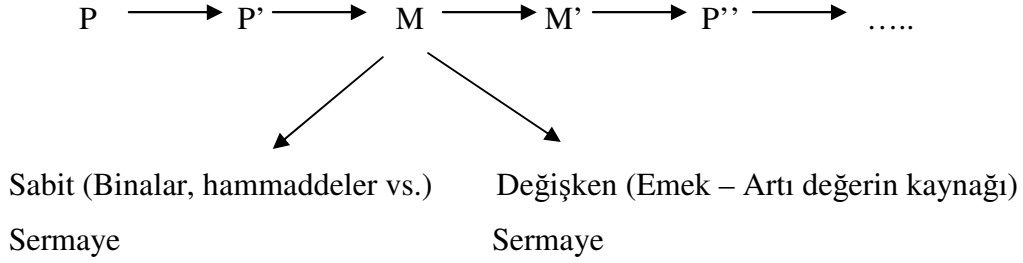 P P’ M M’ P’’ …..
Sabit (Binalar, hammaddeler vs.) Değişken (Emek – Artı değerin kaynağı)
Sermaye Sermaye